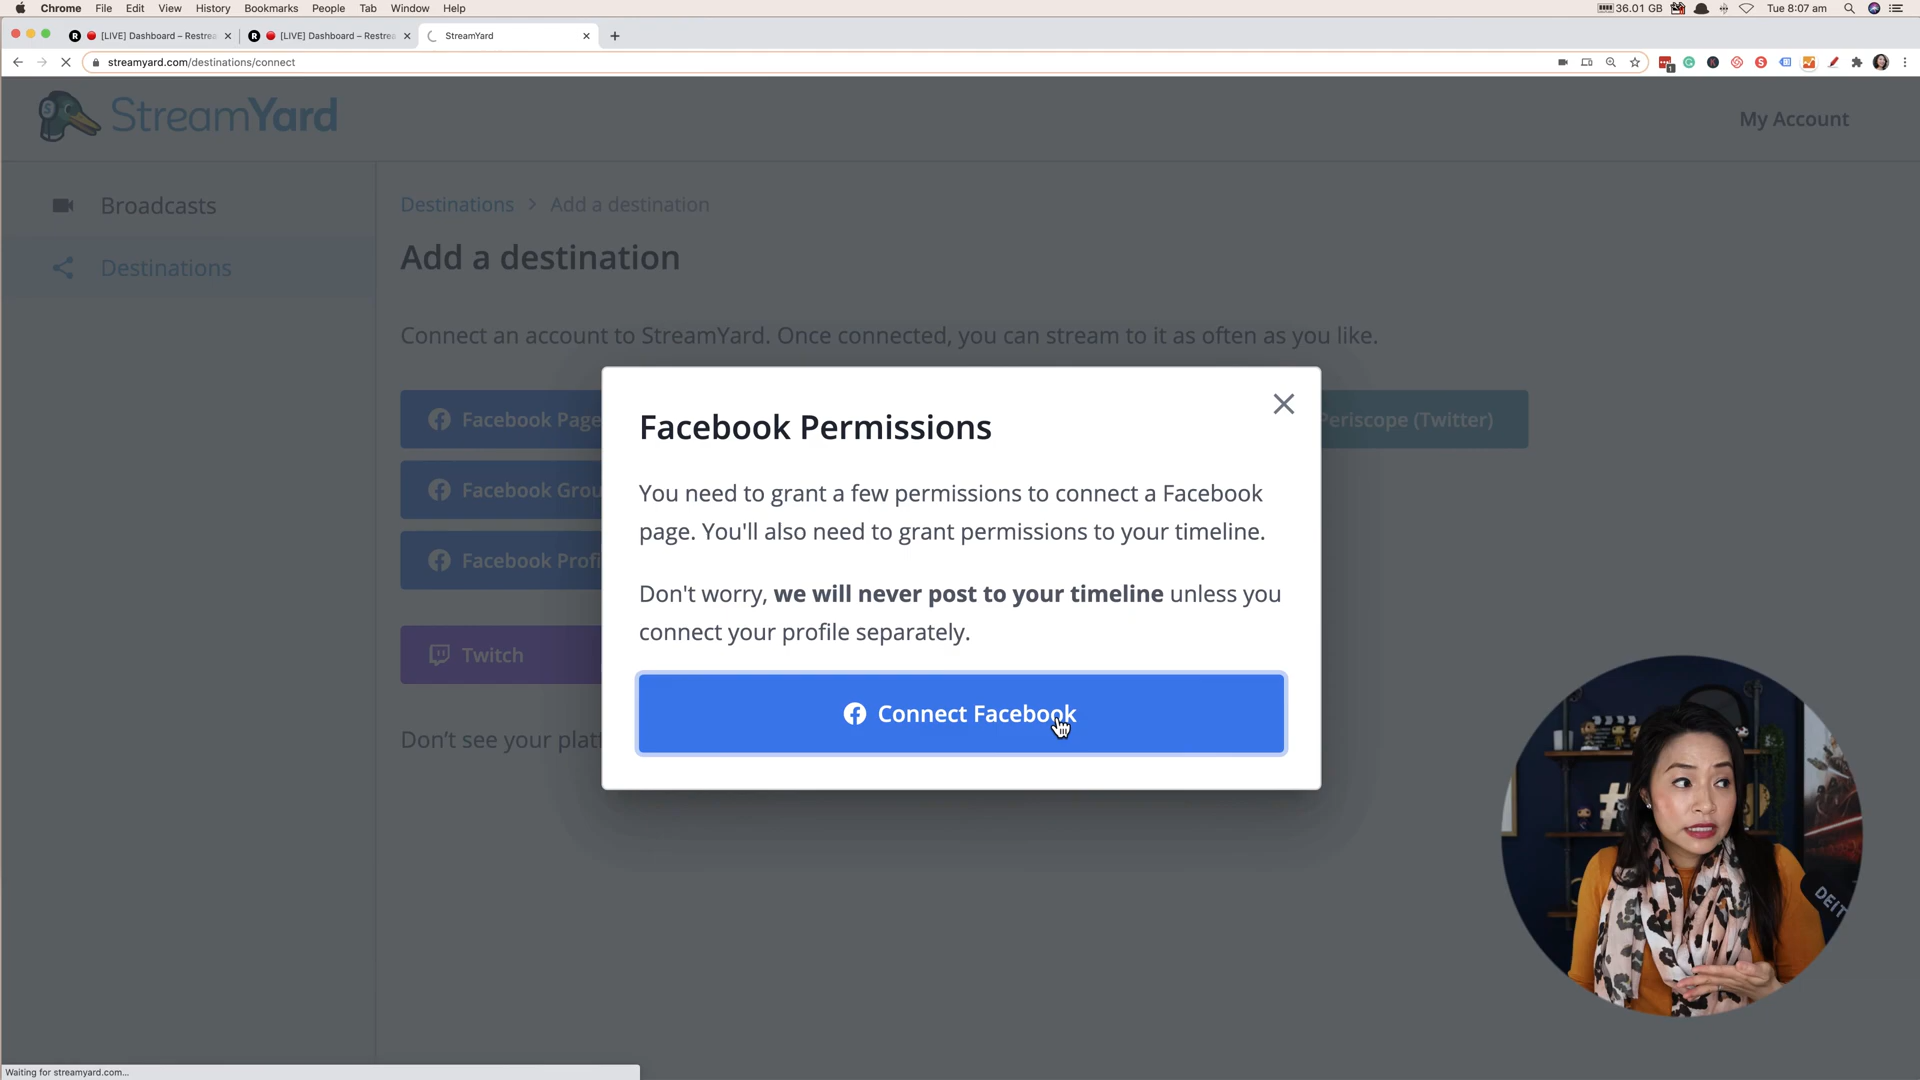 Chrome File Edit View History Bookmarks People Tab Window Help 36.01 GB Tue 8:07 am
[LIVE] Dashboard – Restrea [LIVE] Dashboard – Restrea StreamYard
streamyard.com/destinations/connect
StreamYard
My Account
Broadcasts
Destinations
Destinations > Add a destination
Add a destination
Connect an account to StreamYard. Once connected, you can stream to it as often as you like.
Facebook Page
Periscope (Twitter)
Facebook Grou
Facebook Profi
Twitch
Don't see your platf
Facebook Permissions
You need to grant a few permissions to connect a Facebook
page. You'll also need to grant permissions to your timeline.
Don't worry, we will never post to your timeline unless you
connect your profile separately.
Connect Facebook
DEIT
Waiting for streamyard.com...